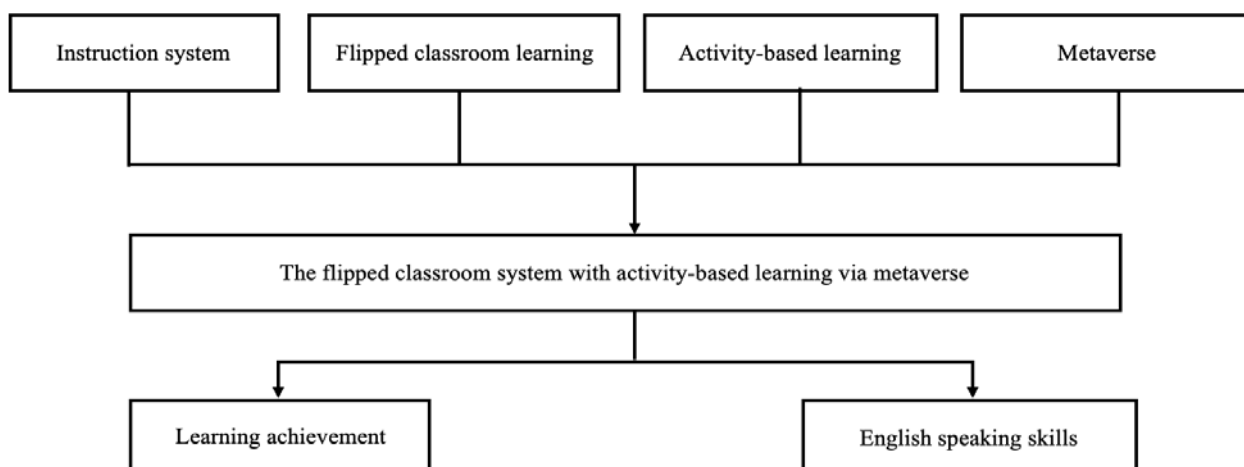 Instruction system
Flipped classroom learning
Activity-based learning
Metaverse
The flipped classroom system with activity-based learning via metaverse
Learning achievement
English speaking skills